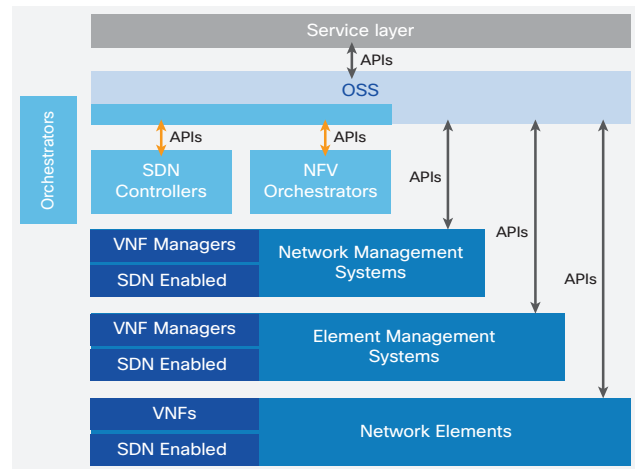 Service layer
APIs
OSS
Orchestrators
APIs
APIs
SDN
Controllers
NFV
Orchestrators
APIs
APIs
APIs
VNF Managers
SDN Enabled
Network Management
Systems
VNF Managers
SDN Enabled
Element Management
Systems
VNFs
SDN Enabled
Network Elements